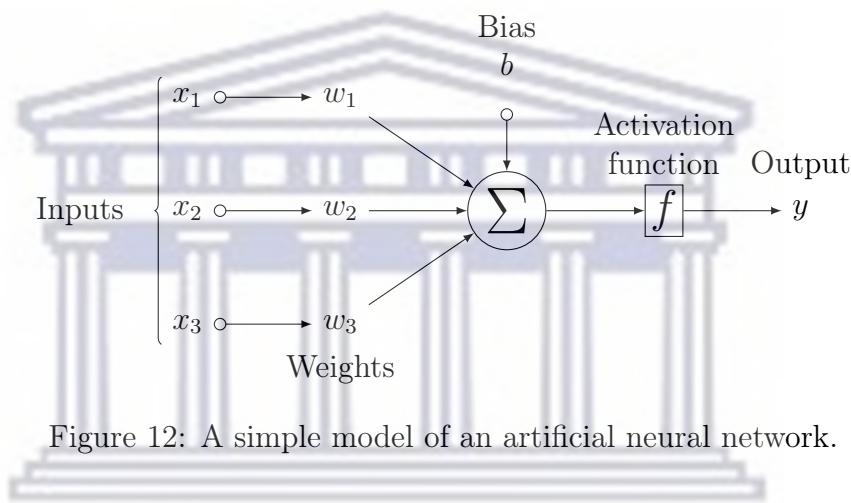 Bias
b
x₁ w₁
Activation
function
Output
Inputs x₂ w₂ Σ f y
x₃ w₃
Weights
Figure 12: A simple model of an artificial neural network.